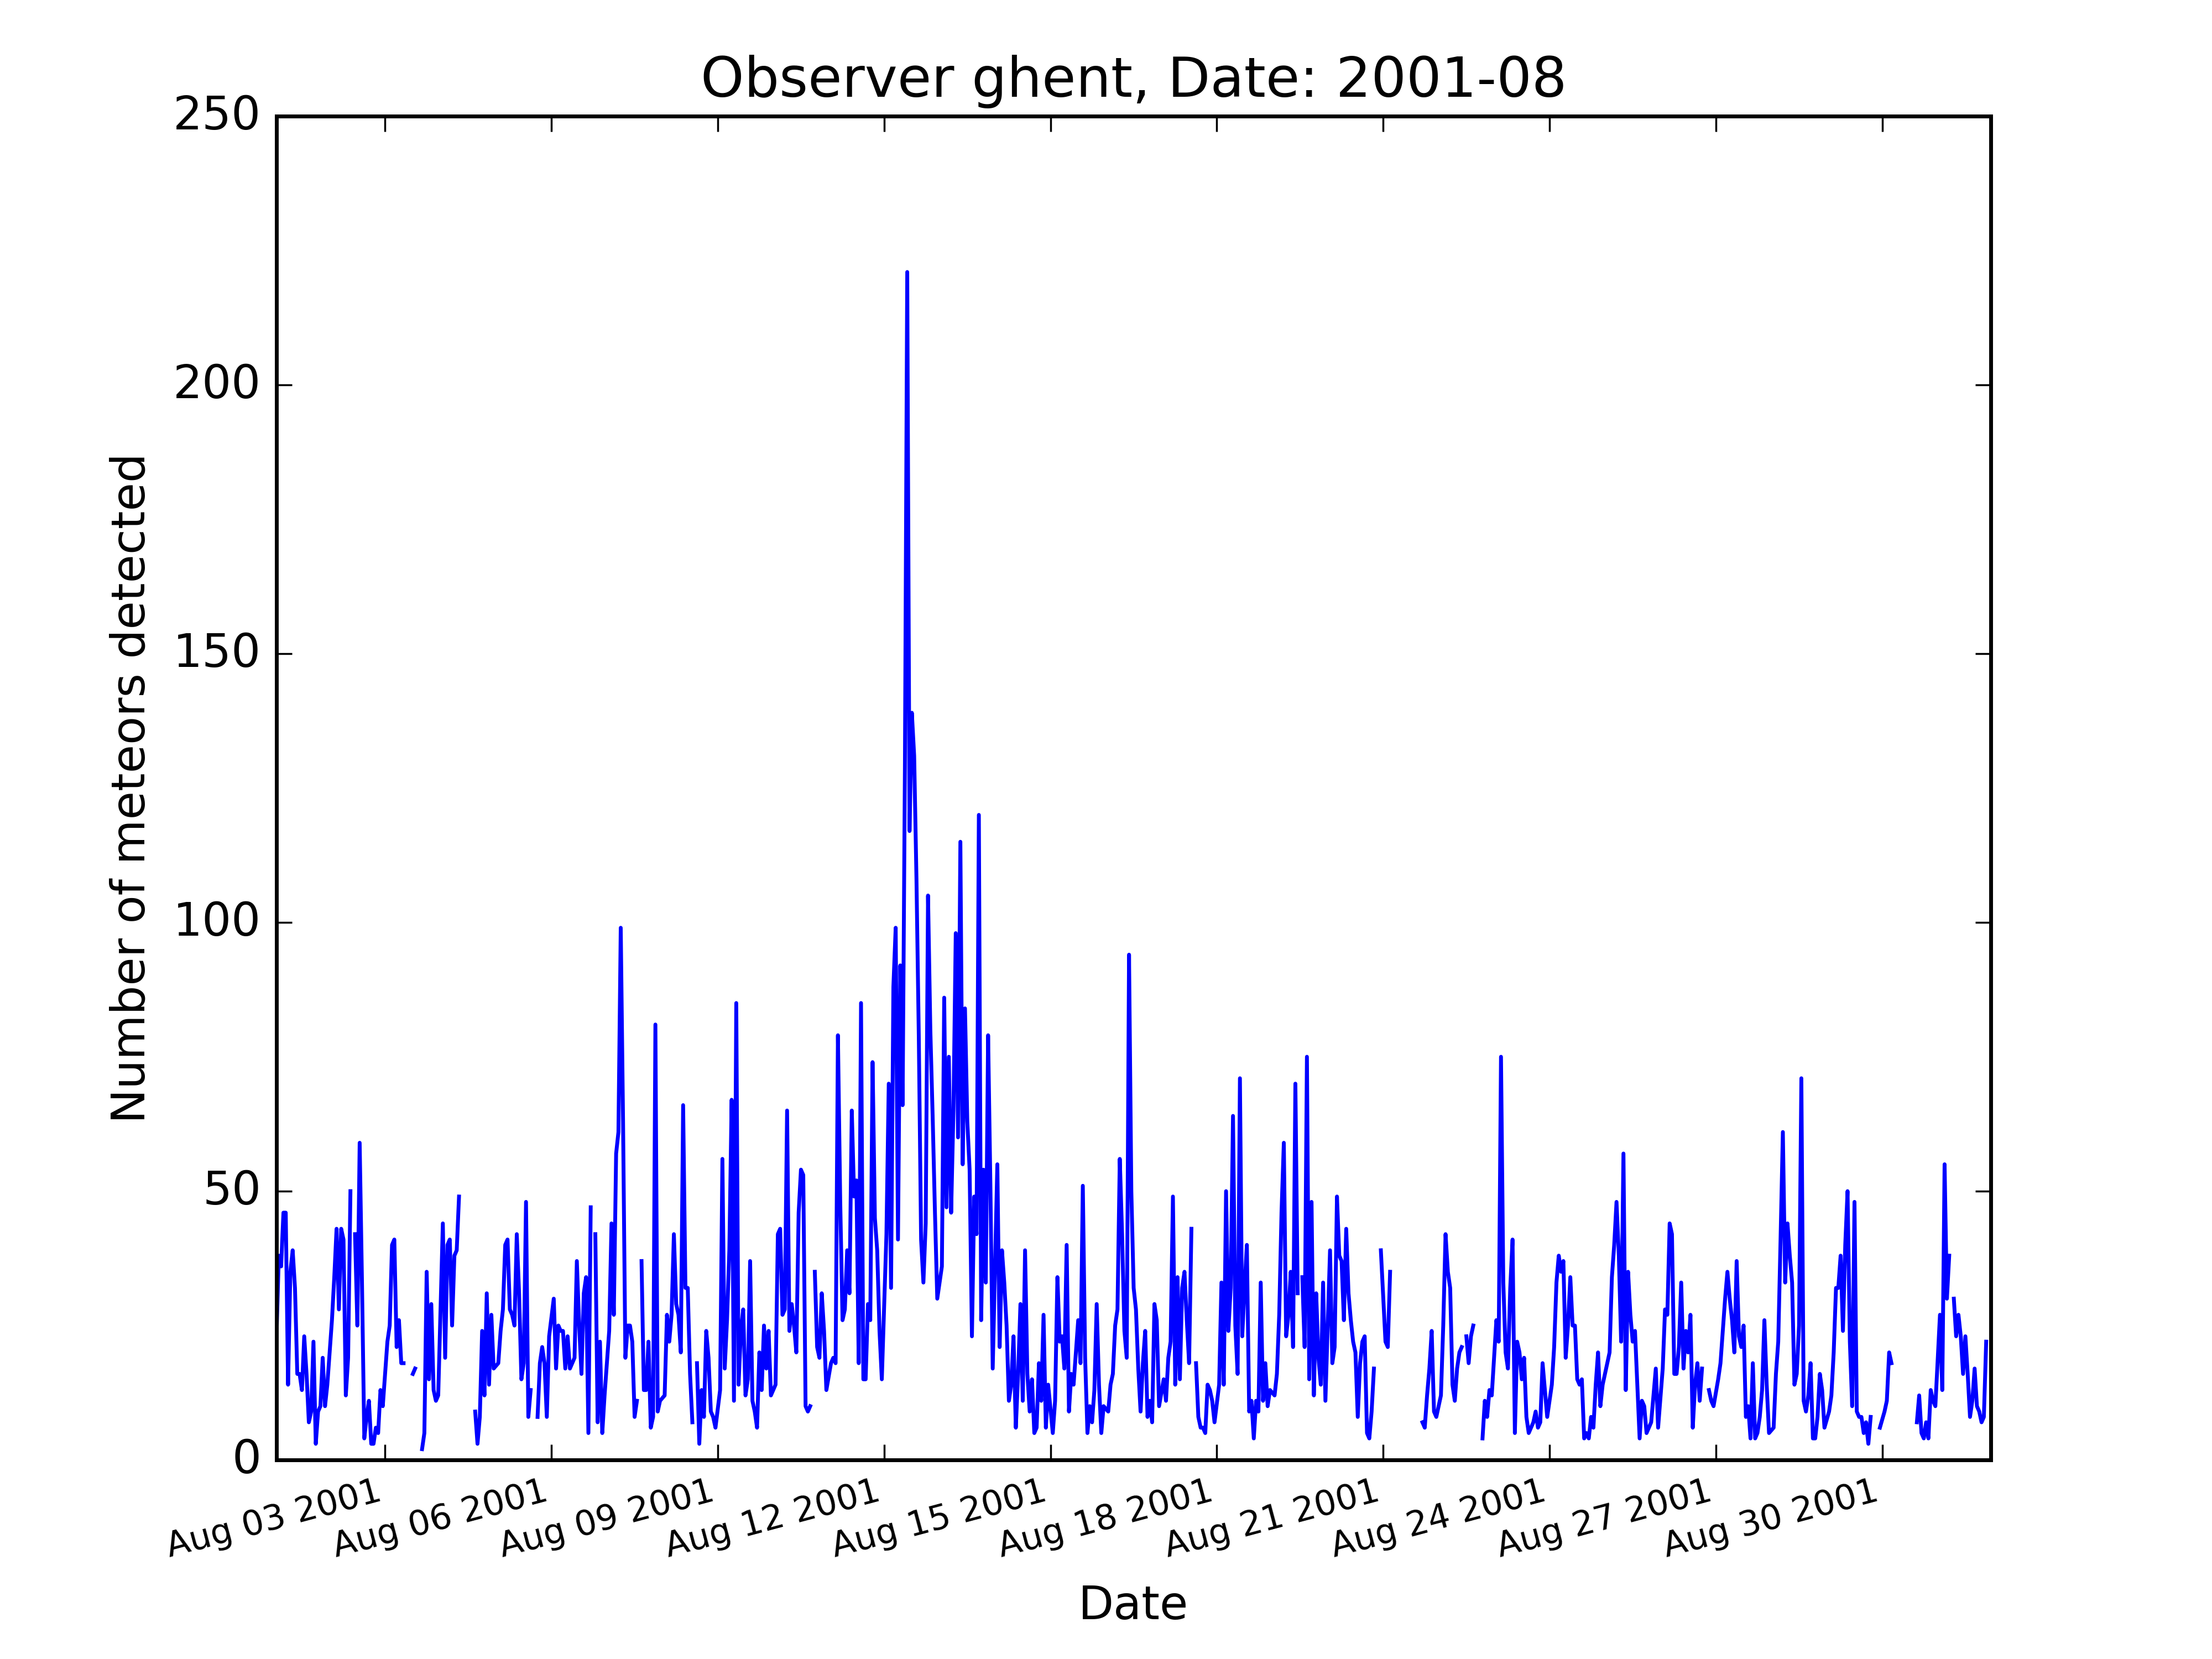 Observer ghent, Date: 2001-08
250
200
150
100
50
0
Number of meteors detected
Aug 03 2001
Aug 06 2001
Aug 09 2001
Aug 12 2001
Aug 15 2001
Aug 18 2001
Aug 21 2001
Aug 24 2001
Aug 27 2001
Aug 30 2001
Date